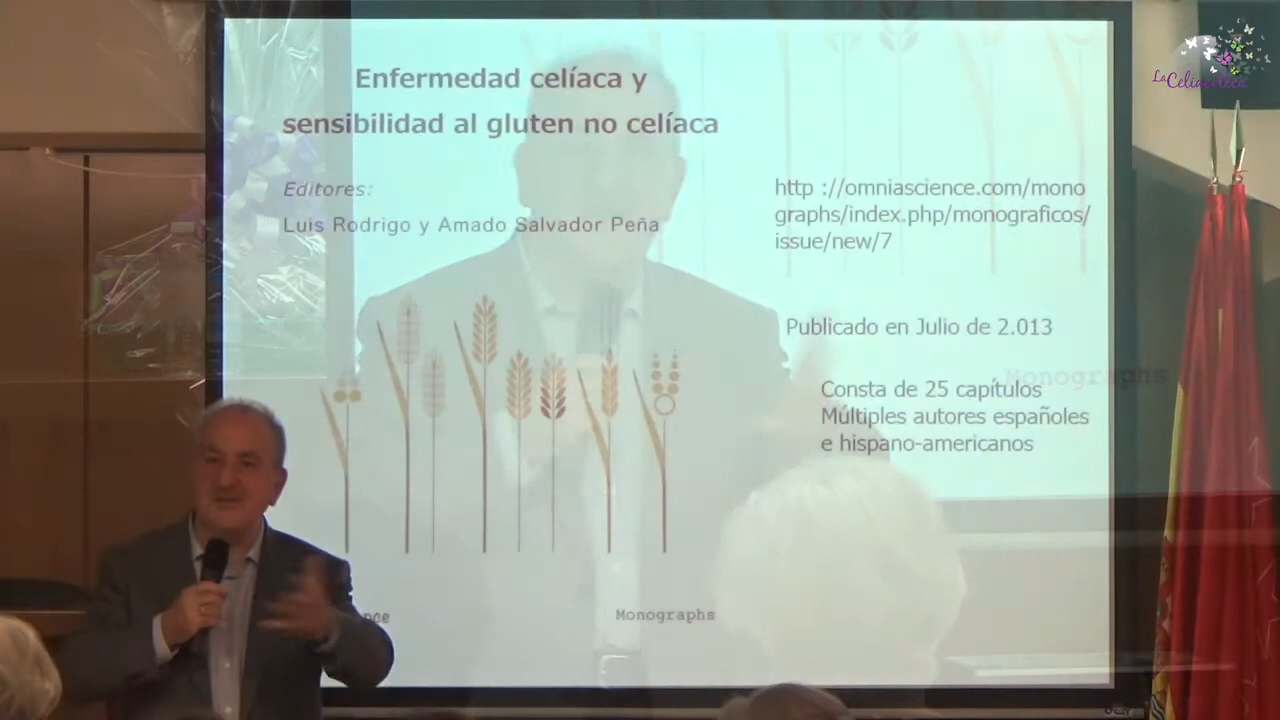 La Celiacoteca
Enfermedad celíaca y
sensibilidad al gluten no celíaca
Editores:
Luis Rodrigo y Amado Salvador Peña
http ://omniascience.com/mono
graphs/index.php/monograficos/
issue/new/7
Publicado en Julio de 2.013
Consta de 25 capítulos
Múltiples autores españoles
e hispano-americanos
Monographs
Monographs